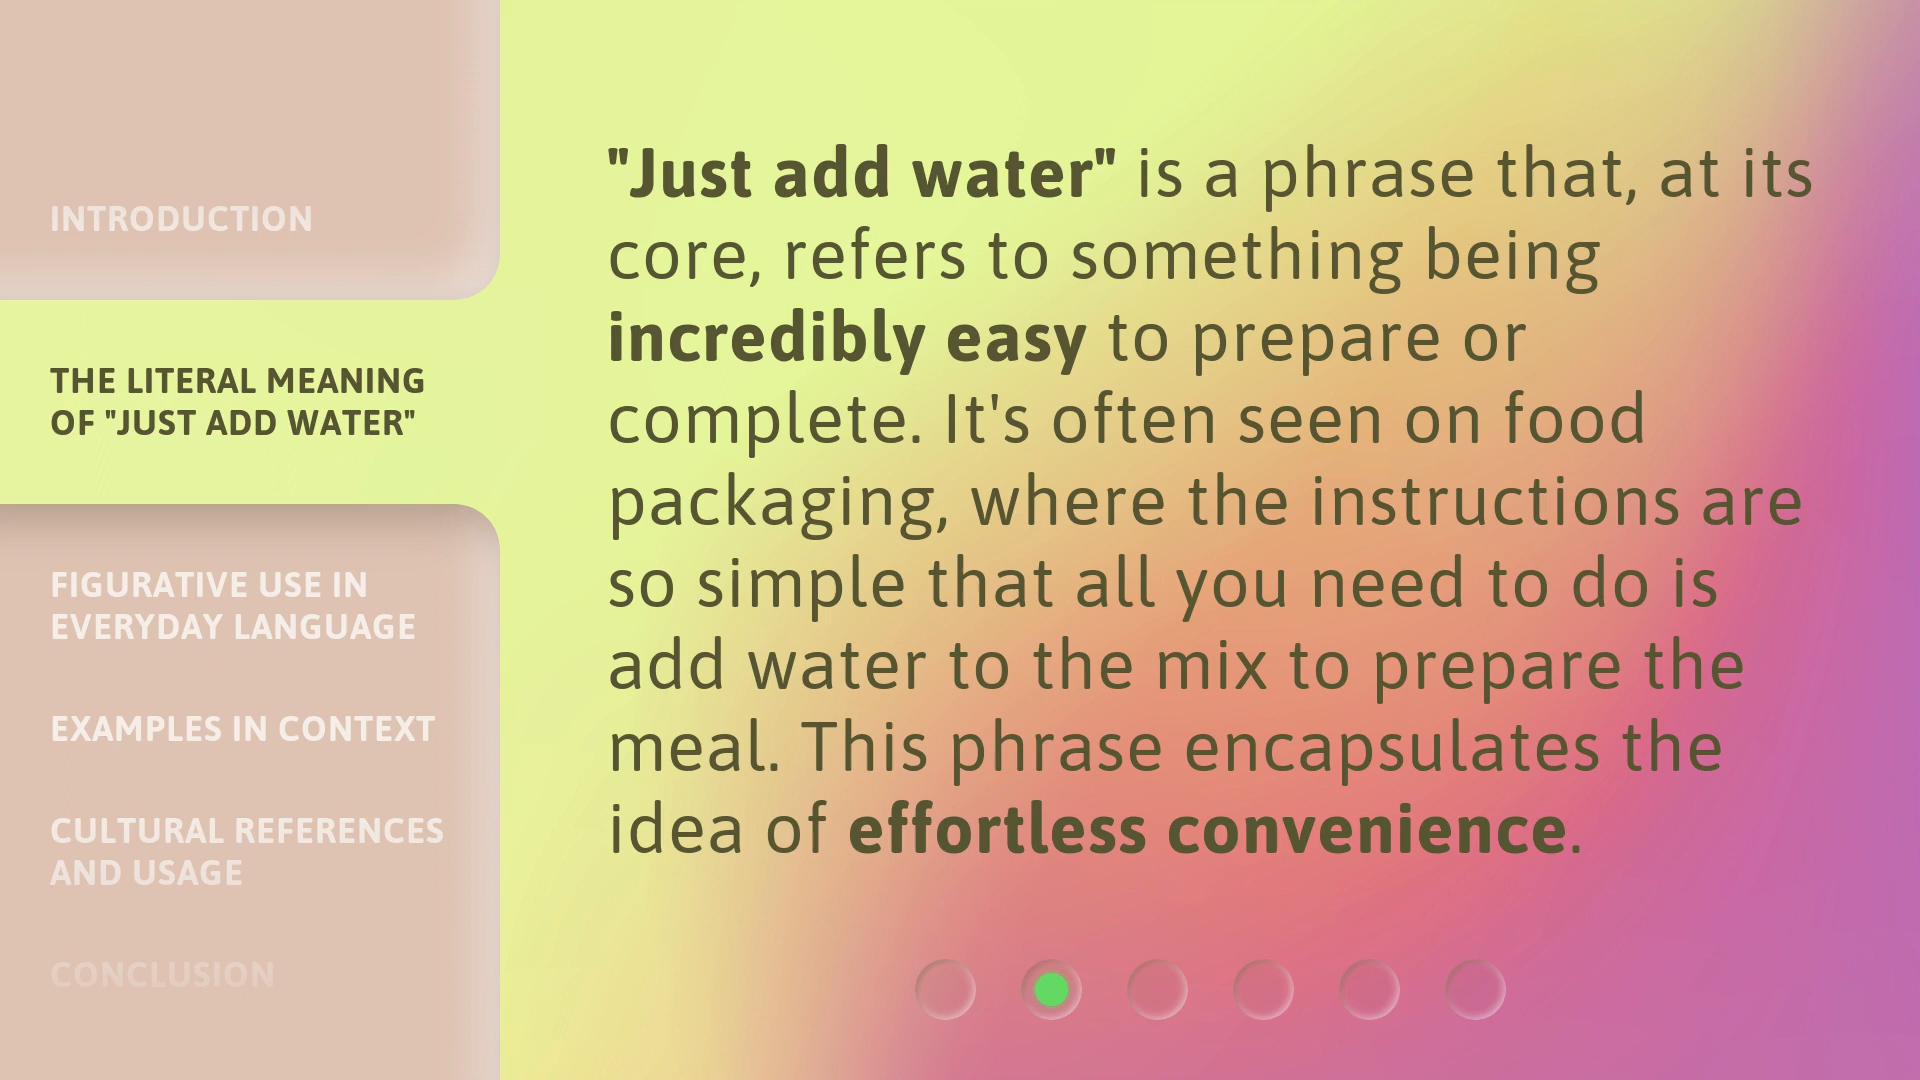 INTRODUCTION
THE LITERAL MEANING
OF "JUST ADD WATER"
FIGURATIVE USE IN
EVERYDAY LANGUAGE
EXAMPLES IN CONTEXT
CULTURAL REFERENCES
AND USAGE
CONCLUSION
"Just add water" is a phrase that, at its
core, refers to something being
incredibly easy to prepare or
complete. It's often seen on food
packaging, where the instructions are
so simple that all you need to do is
add water to the mix to prepare the
meal. This phrase encapsulates the
idea of effortless convenience.